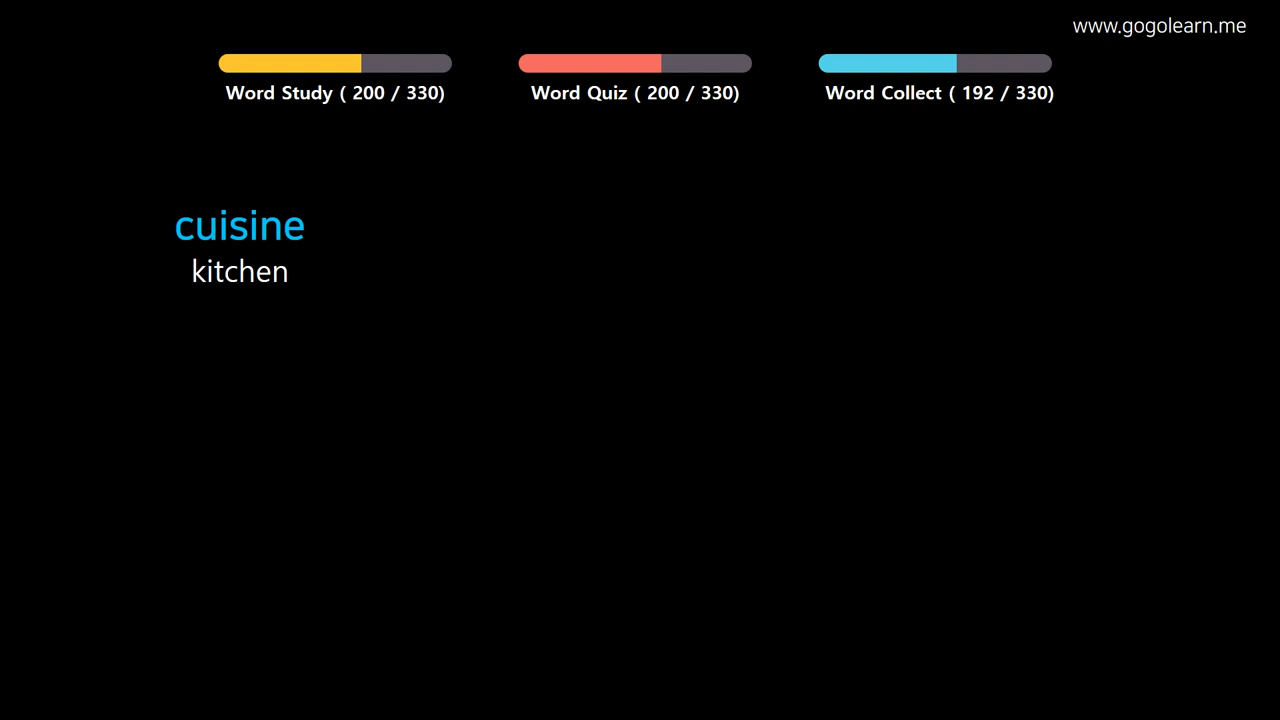 www.gogolearn.me
Word Study ( 200 / 330)
Word Quiz ( 200 / 330)
Word Collect ( 192 / 330)
cuisine
kitchen